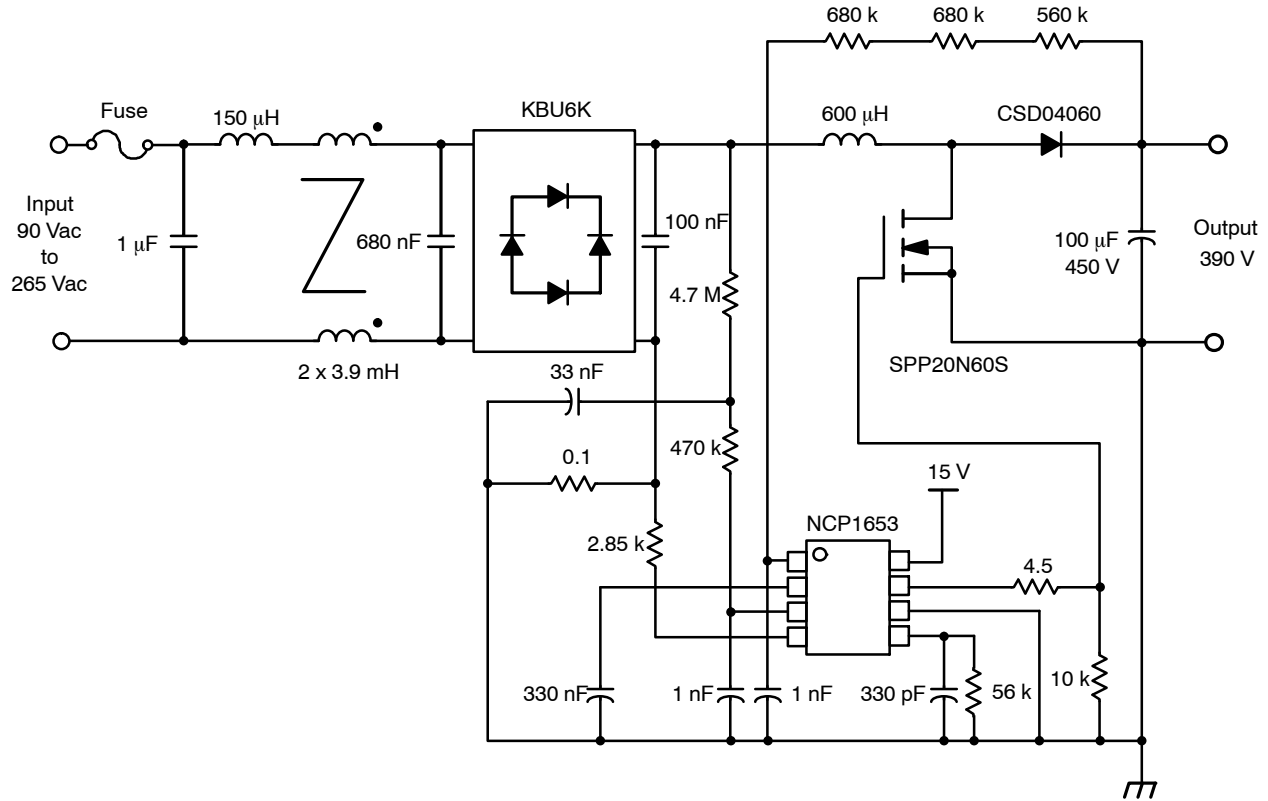 680 k
680 k
560 k
Fuse
150 μH
KBU6K
600 μH
CSD04060
Input
90 Vac
to
265 Vac
1 μF
680 nF
100 nF
100 μF
450 V
Output
390 V
4.7 M
2 x 3.9 mH
33 nF
SPP20N60S
470 k
0.1
15 V
NCP1653
2.85 k
4.5
330 nF
1 nF
1 nF
330 pF
56 k
10 k